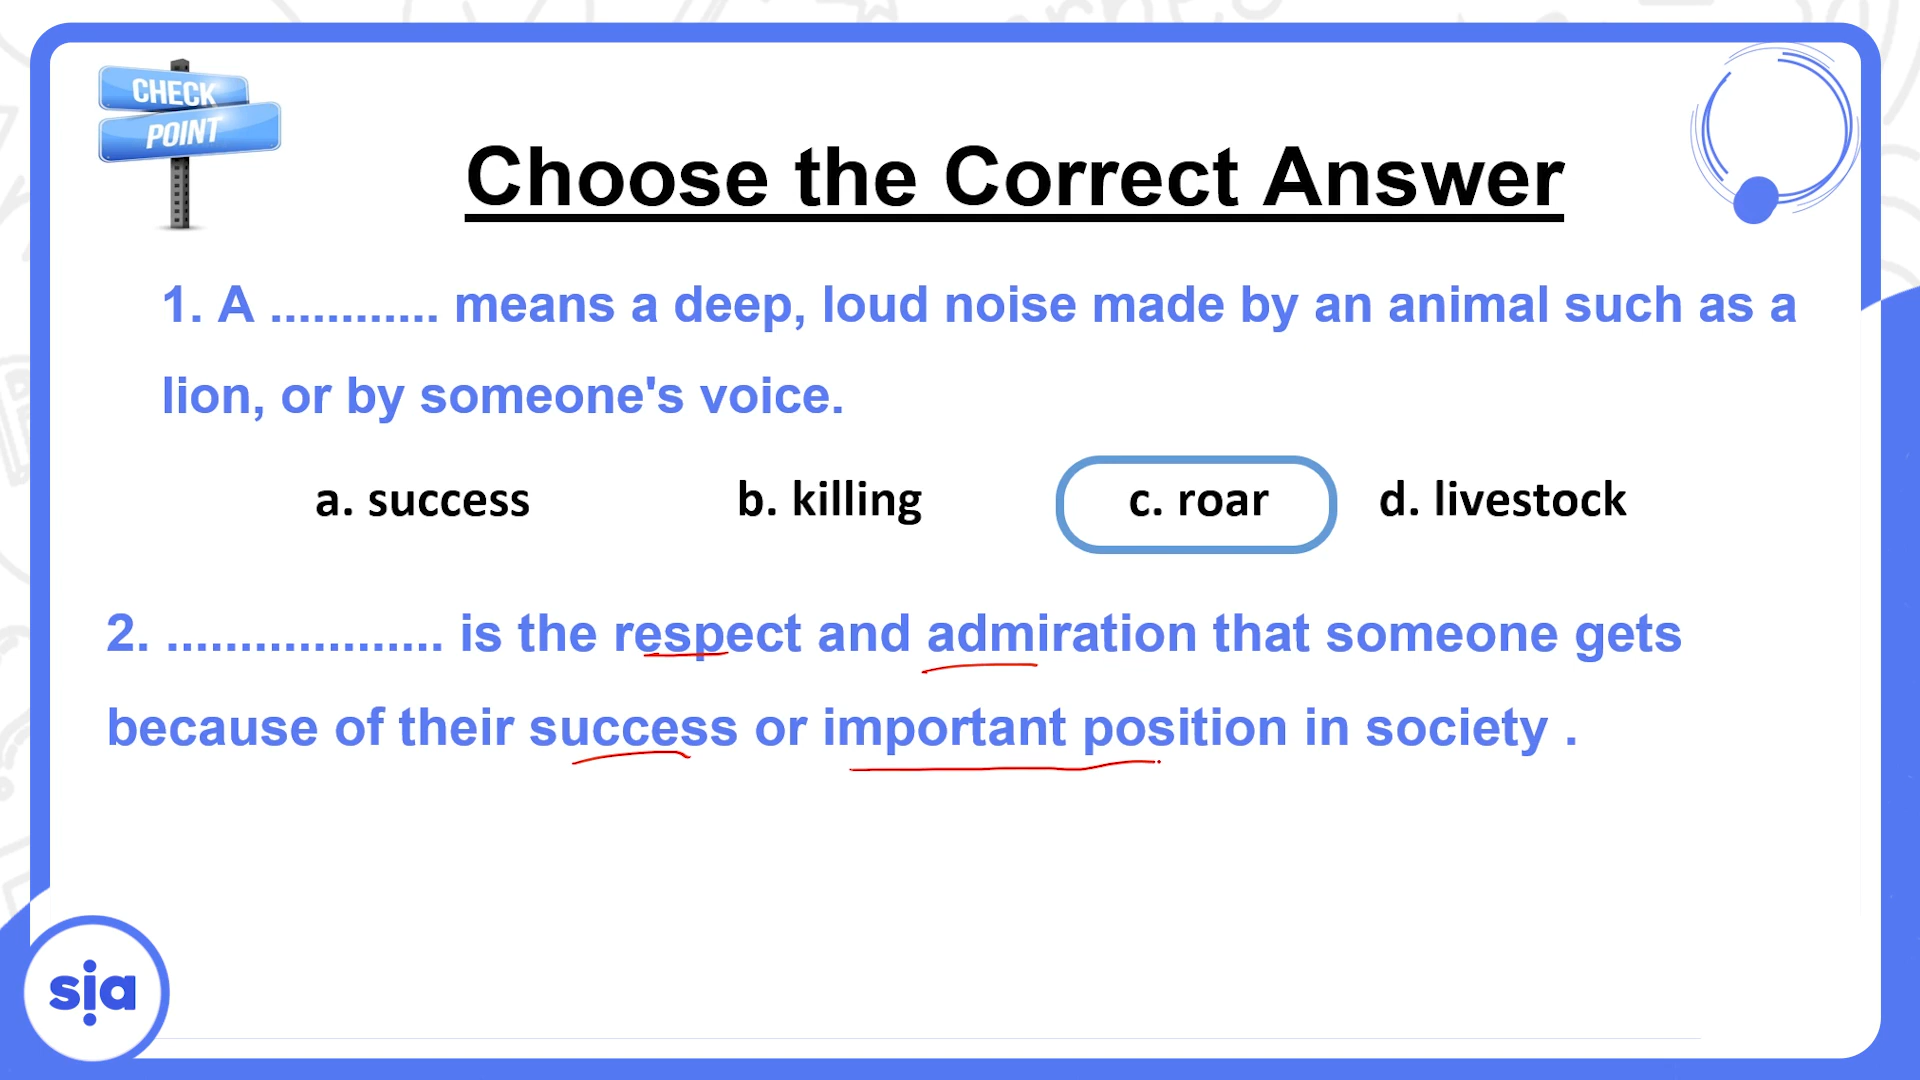 CHECK
POINT
Choose the Correct Answer
1. A ............ means a deep, loud noise made by an animal such as a
lion, or by someone's voice.
a. success b. killing c. roar d. livestock
2. ................... is the respect and admiration that someone gets
because of their success or important position in society .
sia